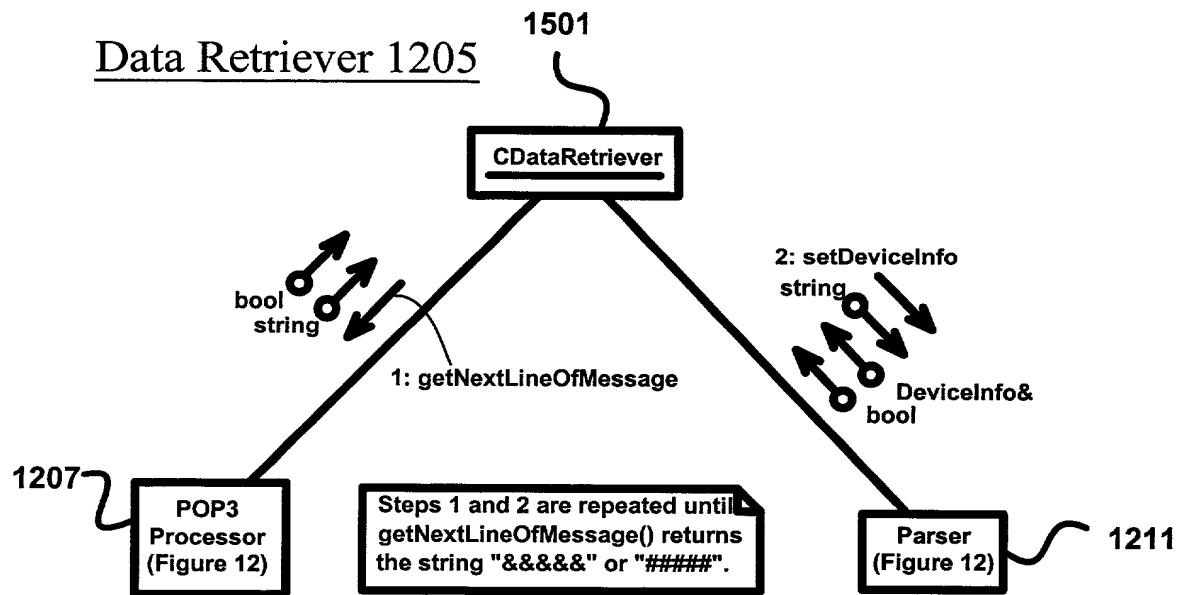 1501
Data Retriever 1205
CDataRetriever
2: setDeviceInfo
string
bool
string
1: getNextLineOfMessage
DeviceInfo&
bool
1207
POP3
Processor
(Figure 12)
Steps 1 and 2 are repeated until
getNextLineOfMessage() returns
the string "&&&&&" or "#####".
Parser
(Figure 12)
1211